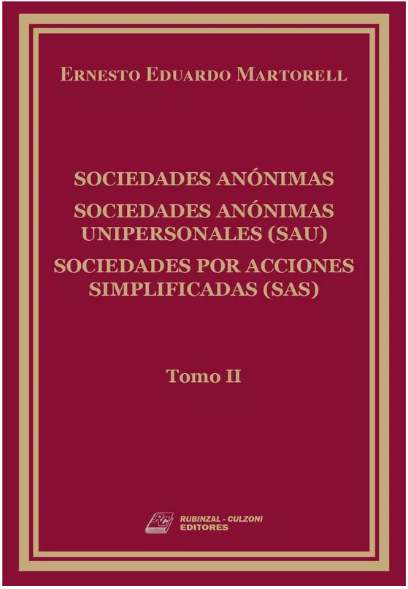 ERNESTO EDUARDO MARTORELL
SOCIEDADES ANÓNIMAS
SOCIEDADES ANÓNIMAS
UNIPERSONALES (SAU)
SOCIEDADES POR ACCIONES
SIMPLIFICADAS (SAS)
Tomo II
RC RUBINZAL - CULZONI
EDITORES